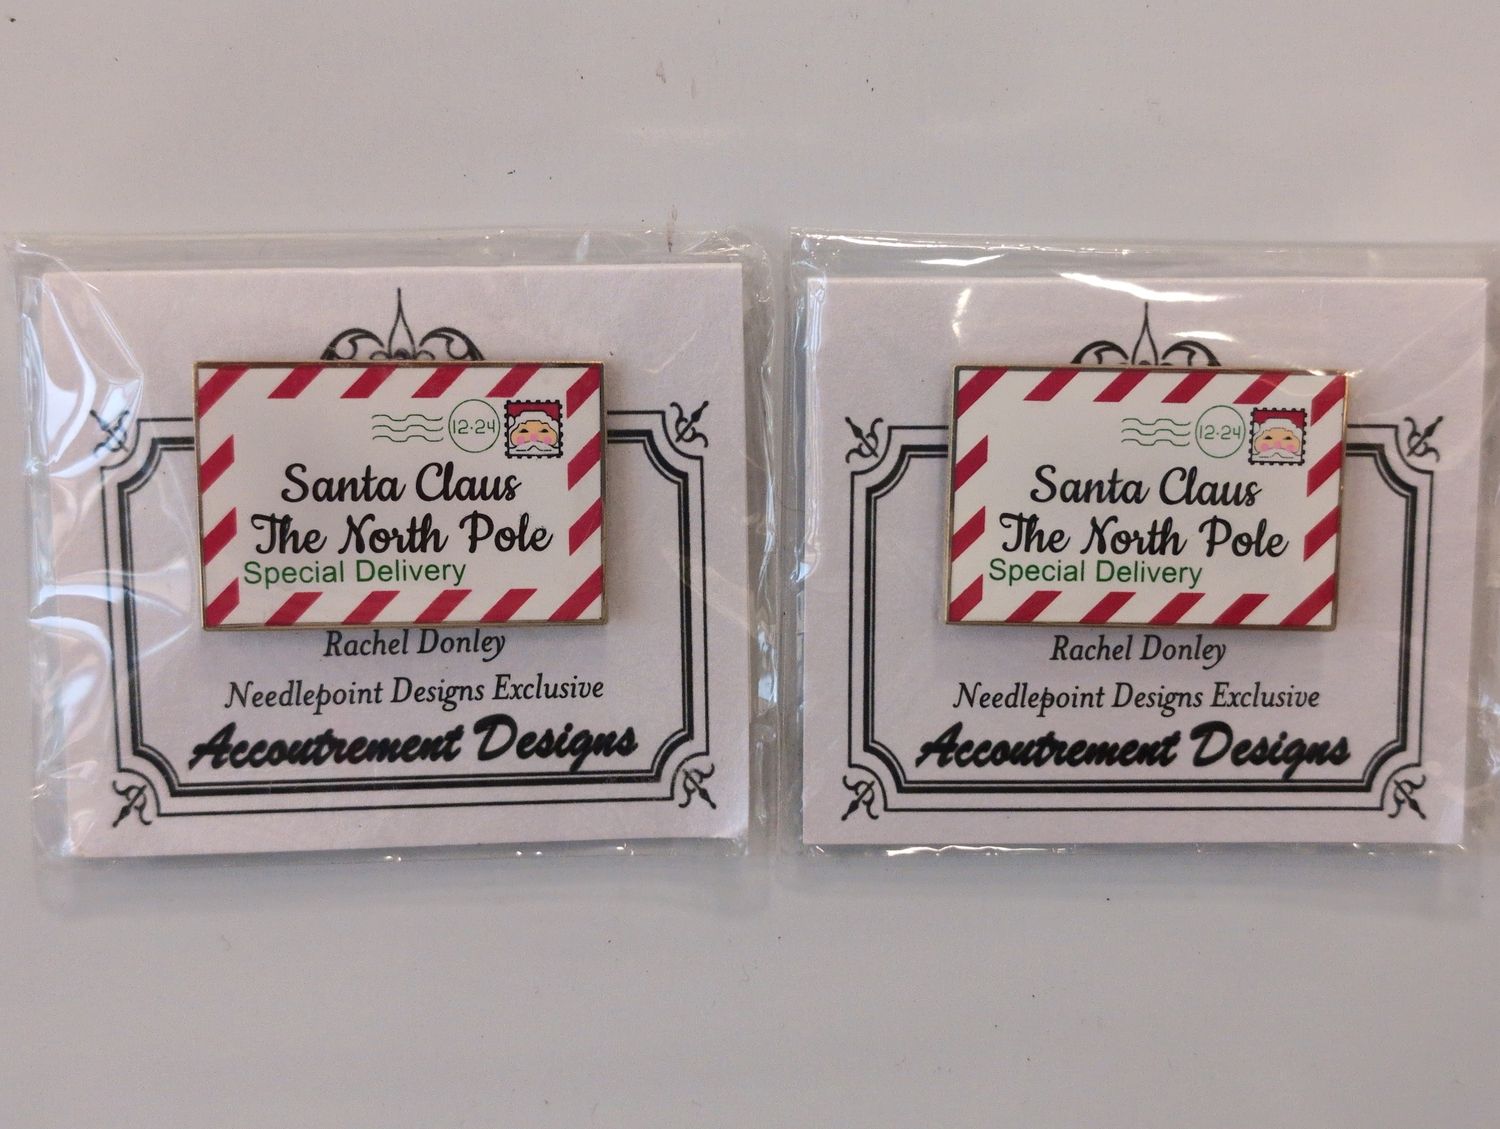 12·24
Santa Claus
The North Pole
Special Delivery
Rachel Donley
Needlepoint Designs Exclusive
Accoutrement Designs
12·24
Santa Claus
The North Pole
Special Delivery
Rachel Donley
Needlepoint Designs Exclusive
Accoutrement Designs